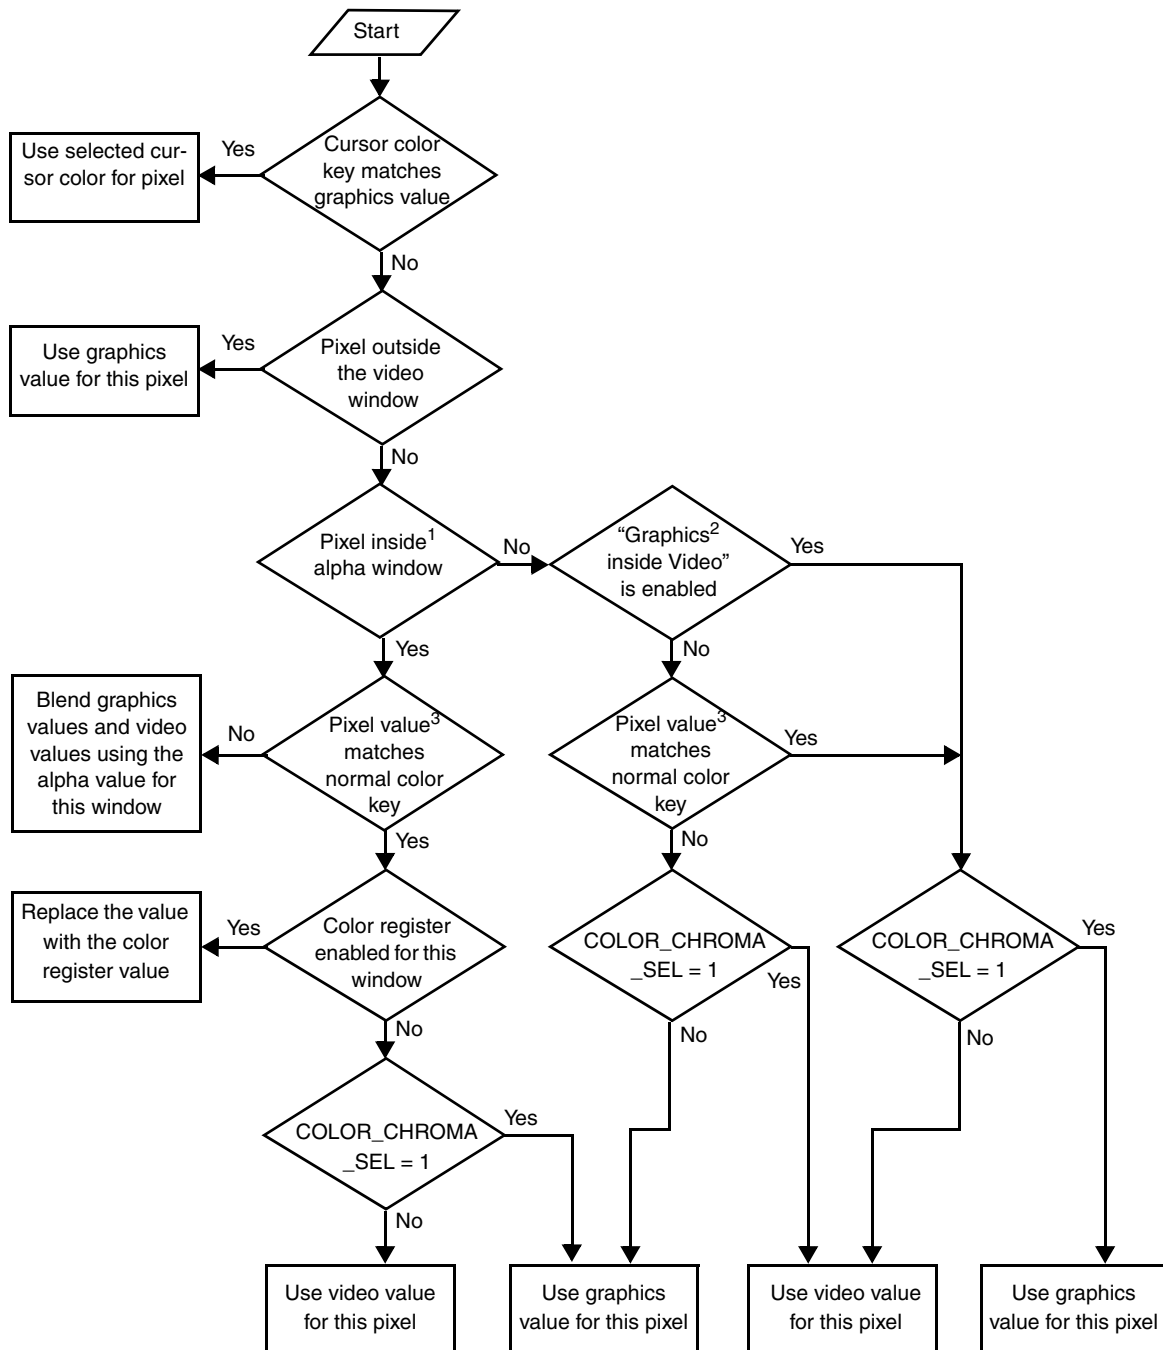 Start
Cursor color
key matches
graphics value
Yes
Use selected cur-
sor color for pixel
No
Pixel outside
the video
window
Yes
Use graphics
value for this pixel
No
Pixel inside1
alpha window
No
“Graphics2
inside Video”
is enabled
Yes
Yes
No
Blend graphics
values and video
values using the
alpha value for
this window
No
Pixel value3
matches
normal color
key
Pixel value3
matches
normal color
key
Yes
Yes
No
Replace the value
with the color
register value
Yes
Color register
enabled for this
window
COLOR_CHROMA
_SEL = 1
Yes
COLOR_CHROMA
_SEL = 1
Yes
No
No
No
COLOR_CHROMA
_SEL = 1
Yes
No
Use video value
for this pixel
Use graphics
value for this pixel
Use video value
for this pixel
Use graphics
value for this pixel